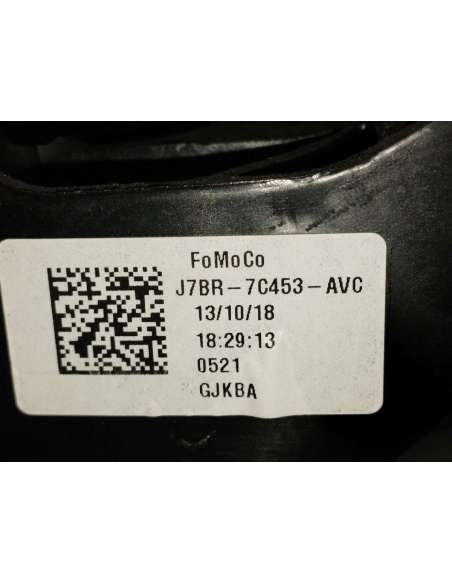 FoMoCo
J7BR-7C453-AVC
13/10/18
18:29:13
0521
GJKBA